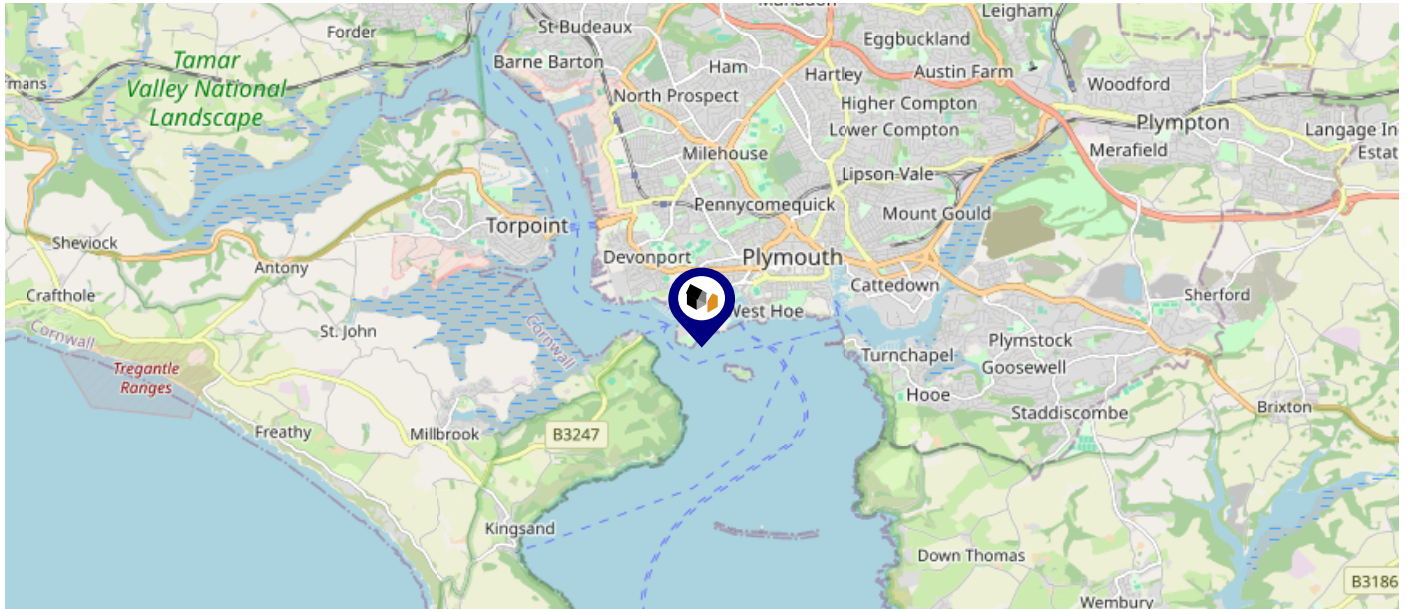 Forder
St Budeaux
Leigham
Tamar
Valley National
Landscape
Barne Barton
Ham
Hartley
Eggbuckland
Austin Farm
Woodford
mans
North Prospect
Higher Compton
Lower Compton
Plympton
Langage In
Estat
Milehouse
Merafield
Lipson Vale
Pennycomequick
Mount Gould
Torpoint
Sheviock
Devonport
Plymouth
Antony
Cattedown
Crafthole
Sherford
West Hoe
St. John
Cornwall
Cornwall
Plymstock
Turnchapel
Goosewell
Tregantle
Ranges
Hooe
Staddiscombe
Brixton
Freathy
Millbrook
B3247
Kingsand
Down Thomas
B3186
Wembury